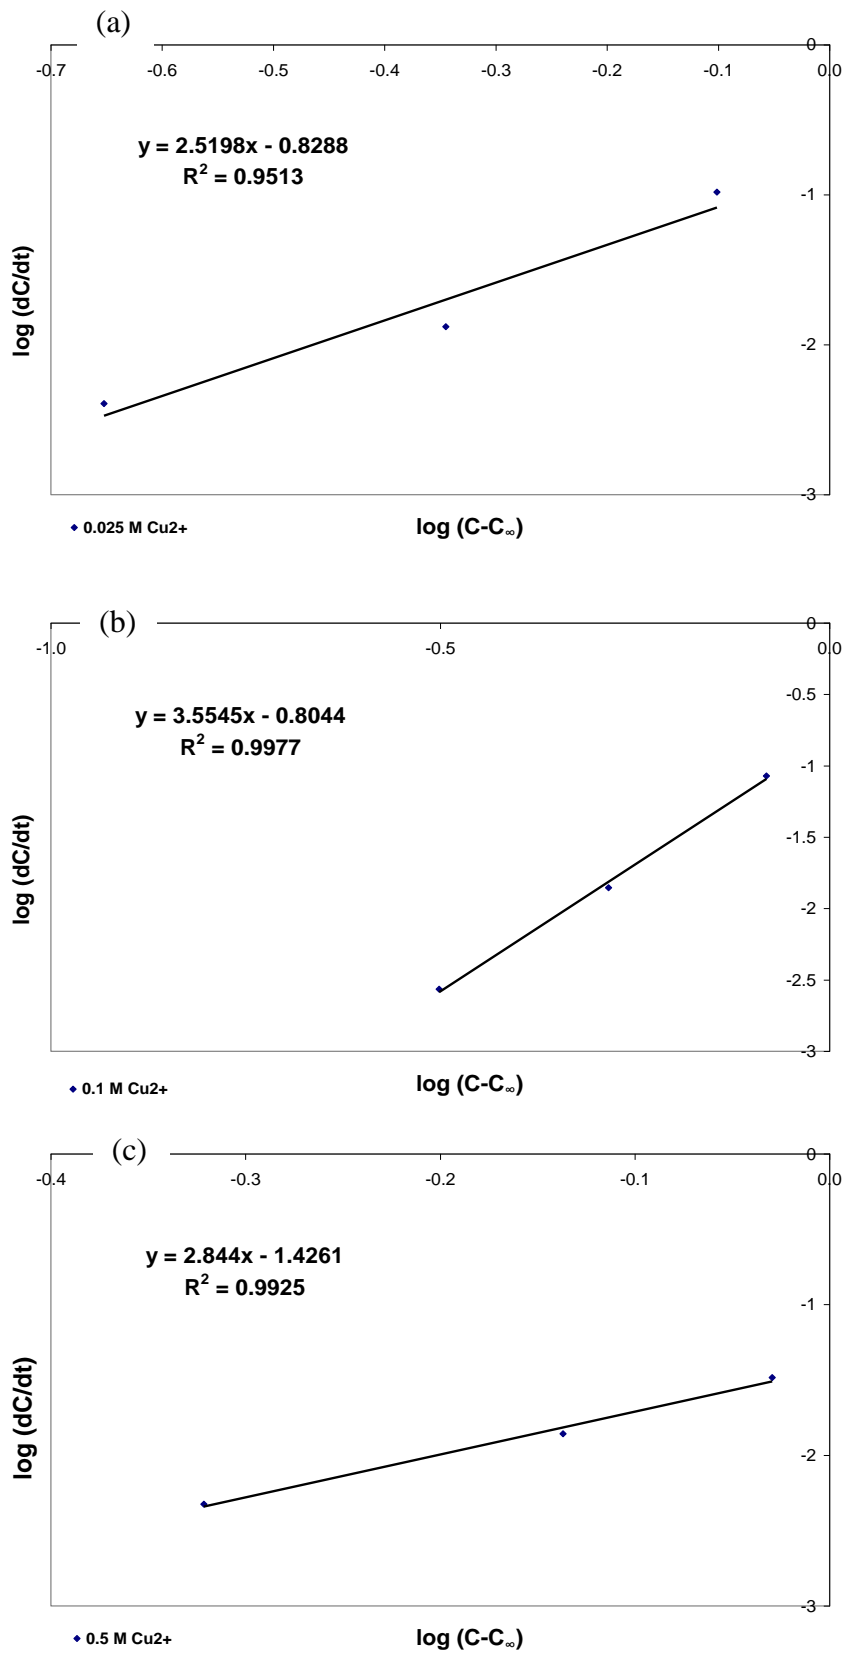 (a)
0
-0.7 -0.6 -0.5 -0.4 -0.3 -0.2 -0.1 0.0
y = 2.5198x - 0.8288
R² = 0.9513
-1
log (dC/dt)
-2
-3
0.025 M Cu2+
log (C-C∞)
(b)
0
-1.0 -0.5 0.0
-0.5
y = 3.5545x - 0.8044
R² = 0.9977
-1
-1.5
log (dC/dt)
-2
-2.5
-3
0.1 M Cu2+
log (C-C∞)
(c)
0
-0.4 -0.3 -0.2 -0.1 0.0
y = 2.844x - 1.4261
R² = 0.9925
-1
log (dC/dt)
-2
-3
0.5 M Cu2+
log (C-C∞)